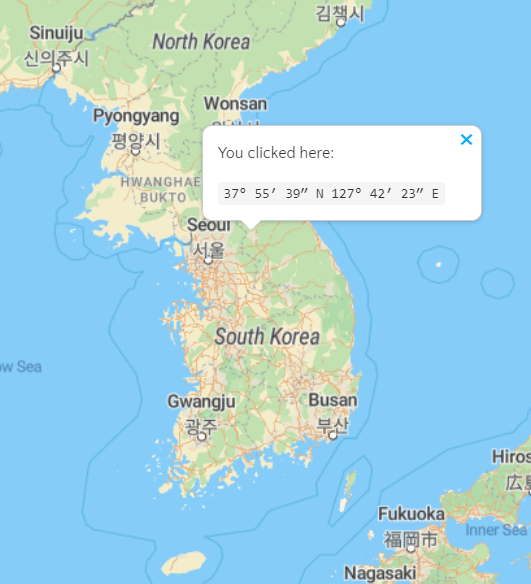 김책시
Sinuiju
신의주시
North Korea
Wonsan
Pyongyang
평양시
You clicked here:
HWANGHAE
BUKTO
37° 55′ 39″ N 127° 42′ 23″ E
Seoul
서울
South Korea
ow Sea
Gwangju
광주
Busan
부산
Hiros
広島
Fukuoka
福岡市
Inner Sea
Nagasaki